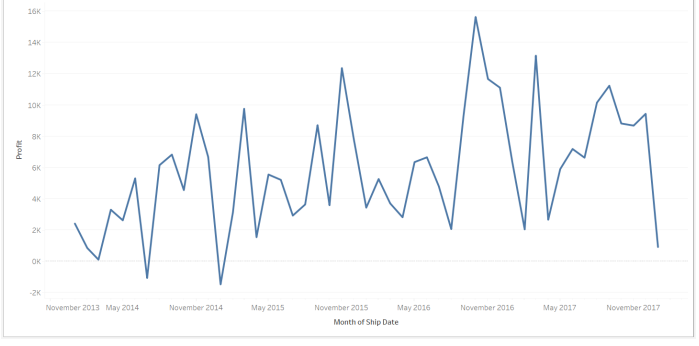 16K
14K
12K
10K
8K
6K
4K
2K
0K
-2K
Profit
November 2013 May 2014 November 2014 May 2015 November 2015 May 2016 November 2016 May 2017 November 2017
Month of Ship Date